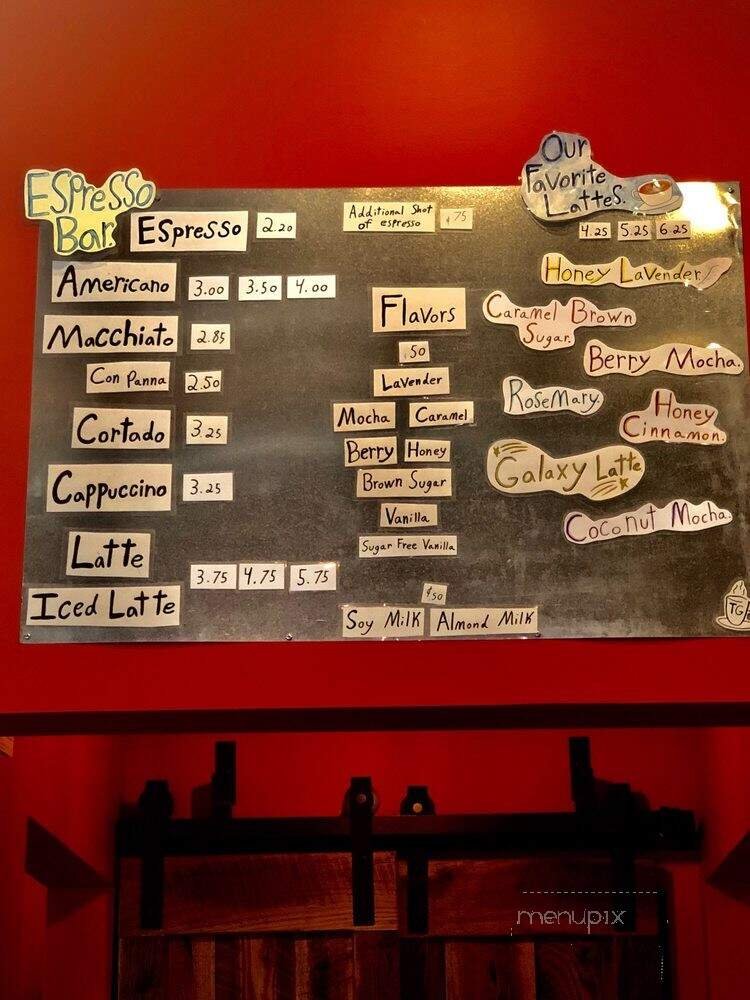 Espresso
Bar.
Espresso 2.20
Americano 3.00 3.50 4.00
Macchiato 2.85
Con Panna 2.50
Cortado 3.25
Cappuccino 3.25
Latte
3.75 4.75 5.75
Iced Latte
Additional Shot
of espresso .75
Flavors
.50
Lavender
Mocha Caramel
Berry Honey
Brown Sugar
Vanilla
Sugar Free Vanilla
$.50
Soy Milk Almond Milk
Our
Favorite
Lattes.
4.25 5.25 6.25
Honey Lavender
Caramel Brown
Sugar.
Berry Mocha.
Rosemary.
Honey
Cinnamon.
Galaxy Latte
Coconut Mocha.
menupix